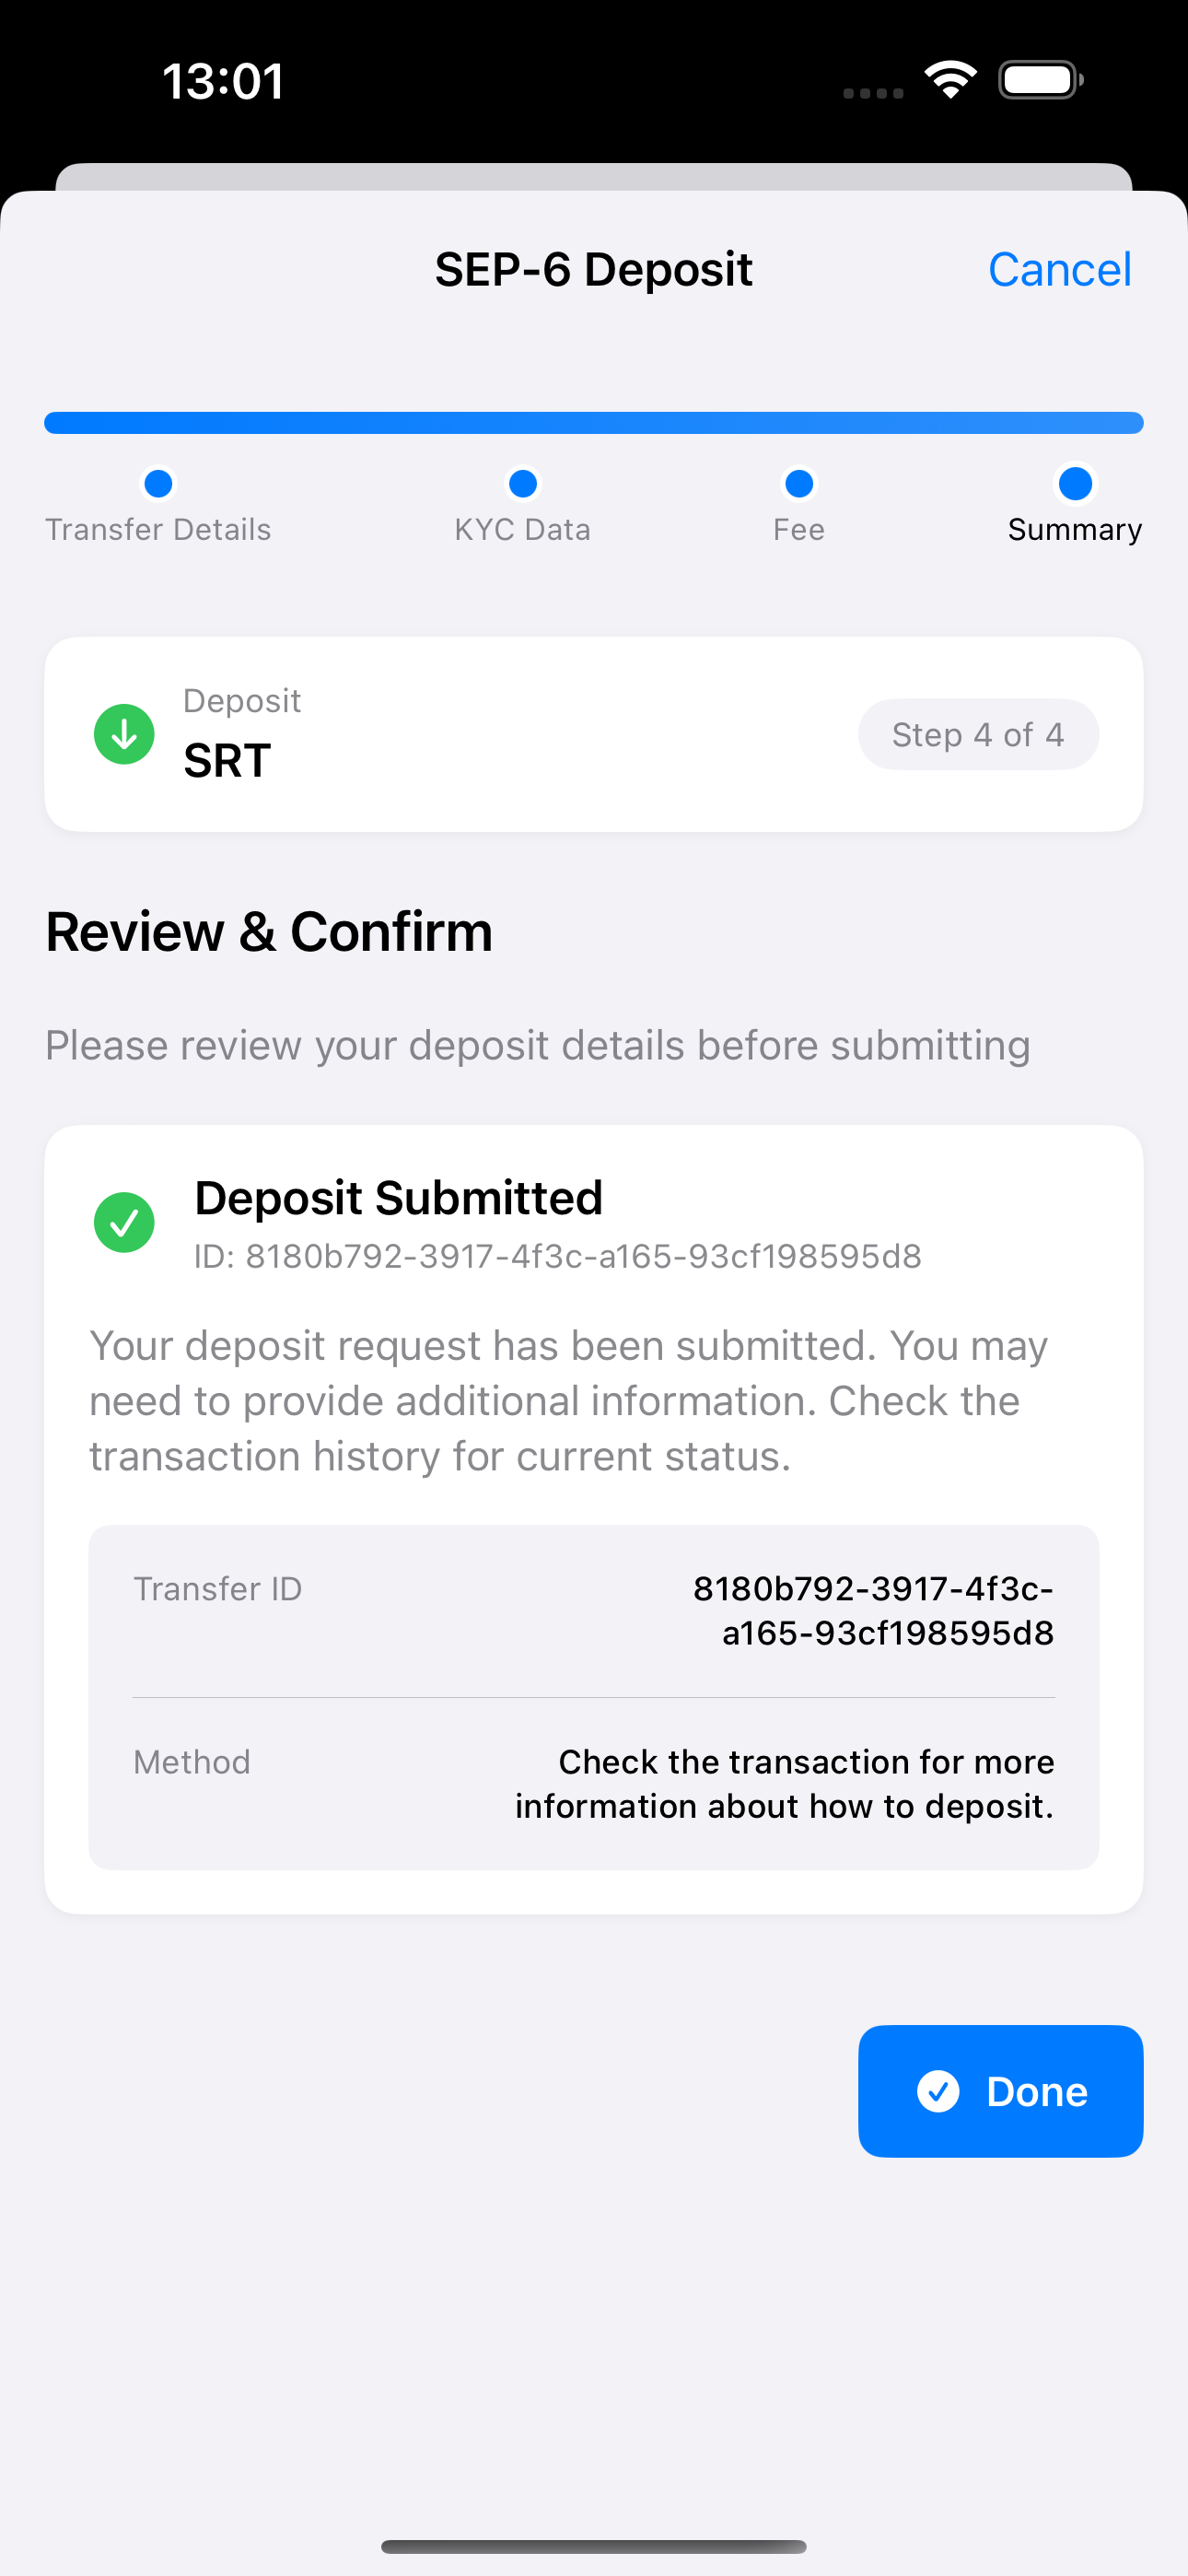 13:01
SEP-6 Deposit
Cancel
Transfer Details
KYC Data
Fee
Summary
Deposit
SRT
Step 4 of 4
Review & Confirm
Please review your deposit details before submitting
Deposit Submitted
ID: 8180b792-3917-4f3c-a165-93cf198595d8
Your deposit request has been submitted. You may
need to provide additional information. Check the
transaction history for current status.
Transfer ID
8180b792-3917-4f3c-
a165-93cf198595d8
Method
Check the transaction for more
information about how to deposit.
Done